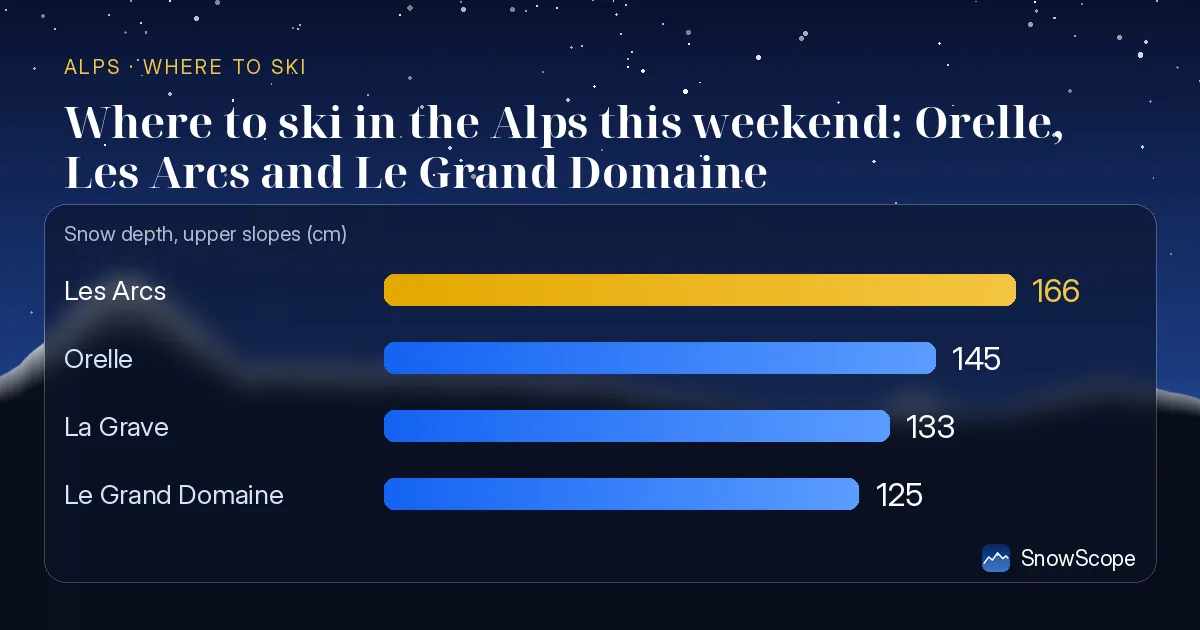 ALPS · WHERE TO SKI
Where to ski in the Alps this weekend: Orelle,
Les Arcs and Le Grand Domaine
Snow depth, upper slopes (cm)
Les Arcs 166
Orelle 145
La Grave 133
Le Grand Domaine 125
SnowScope